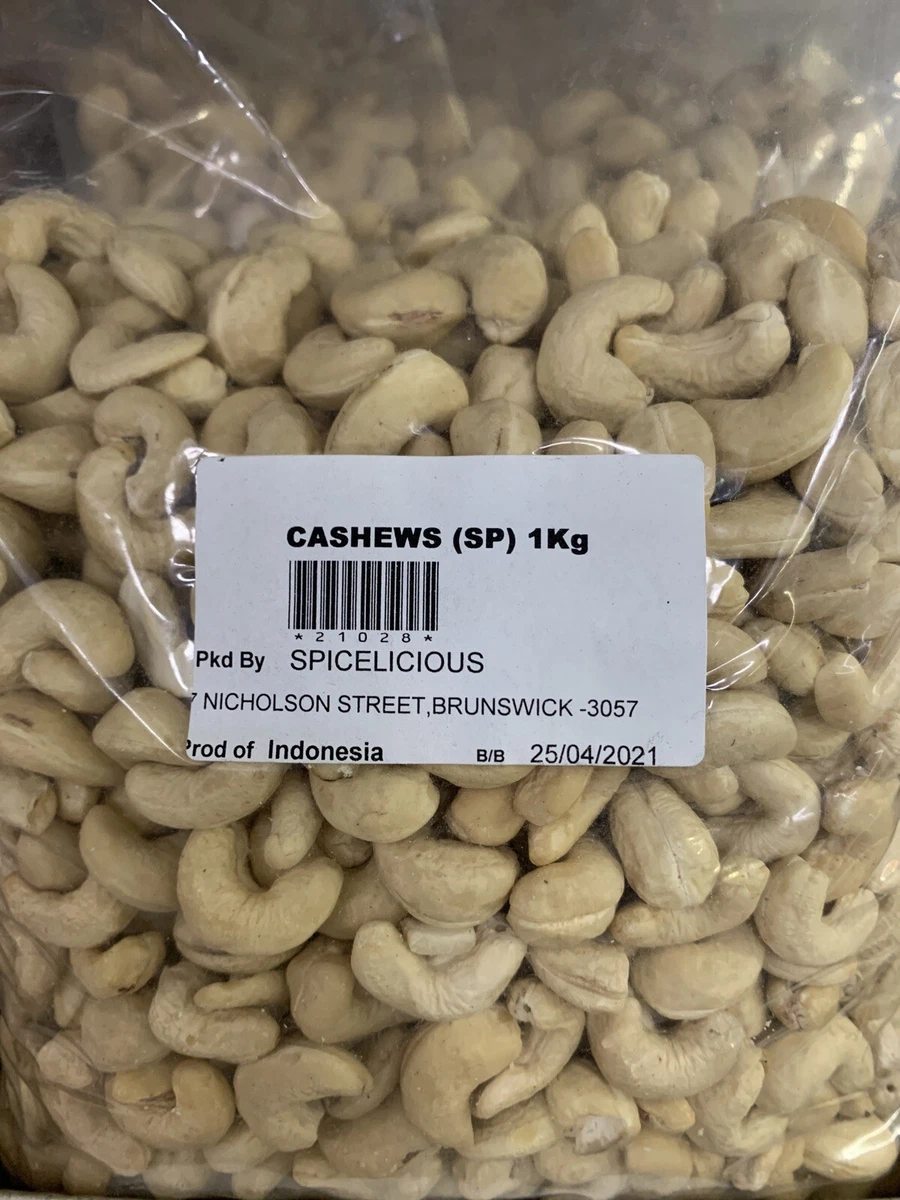 CASHEWS (SP) 1Kg
*21028*
Pkd By SPICELICIOUS
7 NICHOLSON STREET,BRUNSWICK -3057
Prod of Indonesia B/B 25/04/2021